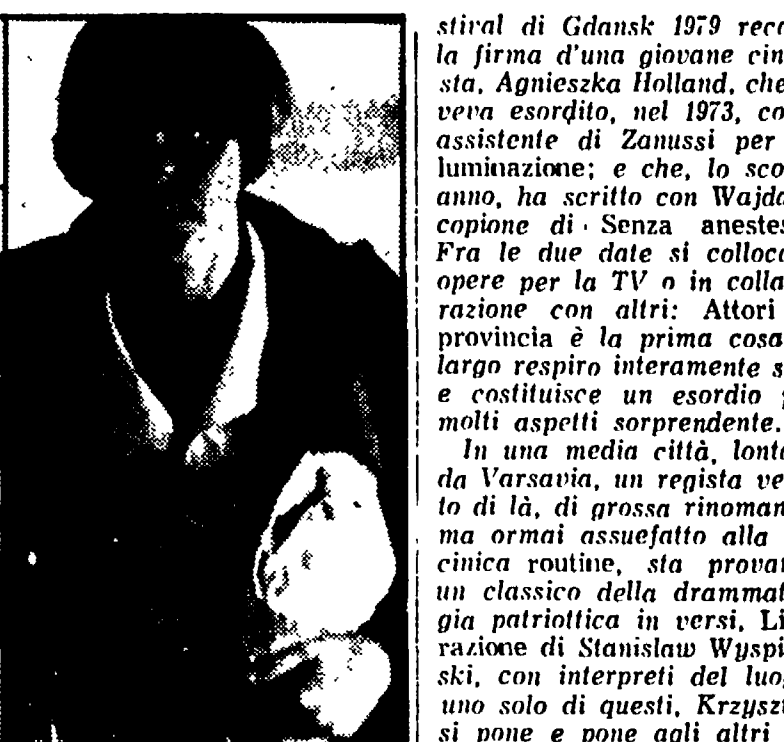 stival di Gdansk 1979 reca
la firma d'una giovane cin
sta, Agnieszka Holland, che
veva esordito, nel 1973, co
assistente di Zanussi per
luminazione; e che, lo sco
anno, ha scritto con Wajda
copione di Senza anestes
Fra le due date si colloca
opere per la TV o in colla
razione con altri: Attori
provincia è la prima cosa
largo respiro interamente s
e costituisce un esordio p
molti aspetti sorprendente.
In una media città, lonta
da Varsavia, un regista ve
to di là, di grossa rinoman
ma ormai assuefatto alla
cinica routine, sta provan
un classico della drammat
gia patriottica in versi, Li
razione di Stanislaw Wyspi
ski, con interpreti del luo
uno solo di questi, Krzyszt
si pone e pone agli altri